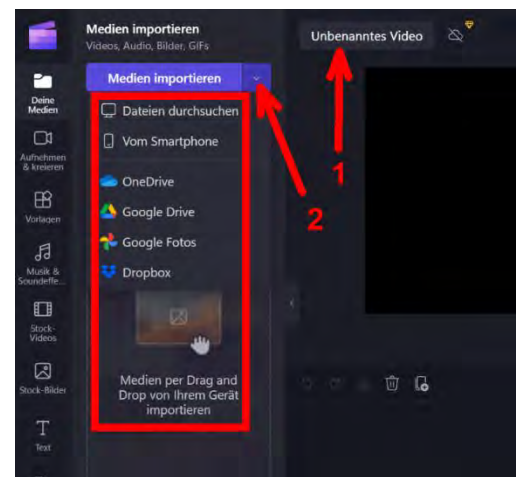 Medien importieren
Videos, Audio, Bilder, GIFs
Unbenanntes Video
Medien importieren
Deine
Medien
Dateien durchsuchen
Vom Smartphone
Aufnehmen
& kreieren
OneDrive
Vorlagen
Google Drive
Google Fotos
Musik &
Soundeffe...
Dropbox
1
2
Stock-
Videos
Stock-Bilder
Medien per Drag and
Drop von Ihrem Gerät
importieren
Text